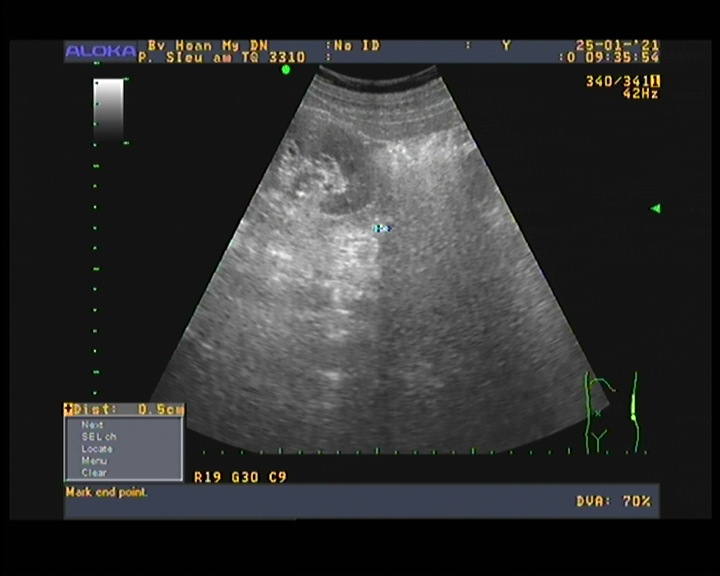 ALOKA Bv Hoan My DN :No ID : Y 25-01-'21
P. Sieu am TQ 3310 : :0 09:35:54
340/341
42Hz
+Dist: 0.5cm
Next
SEL ch
Locate
Menu
Clear
R19 G30 C9
Mark end point.
DVA: 70%